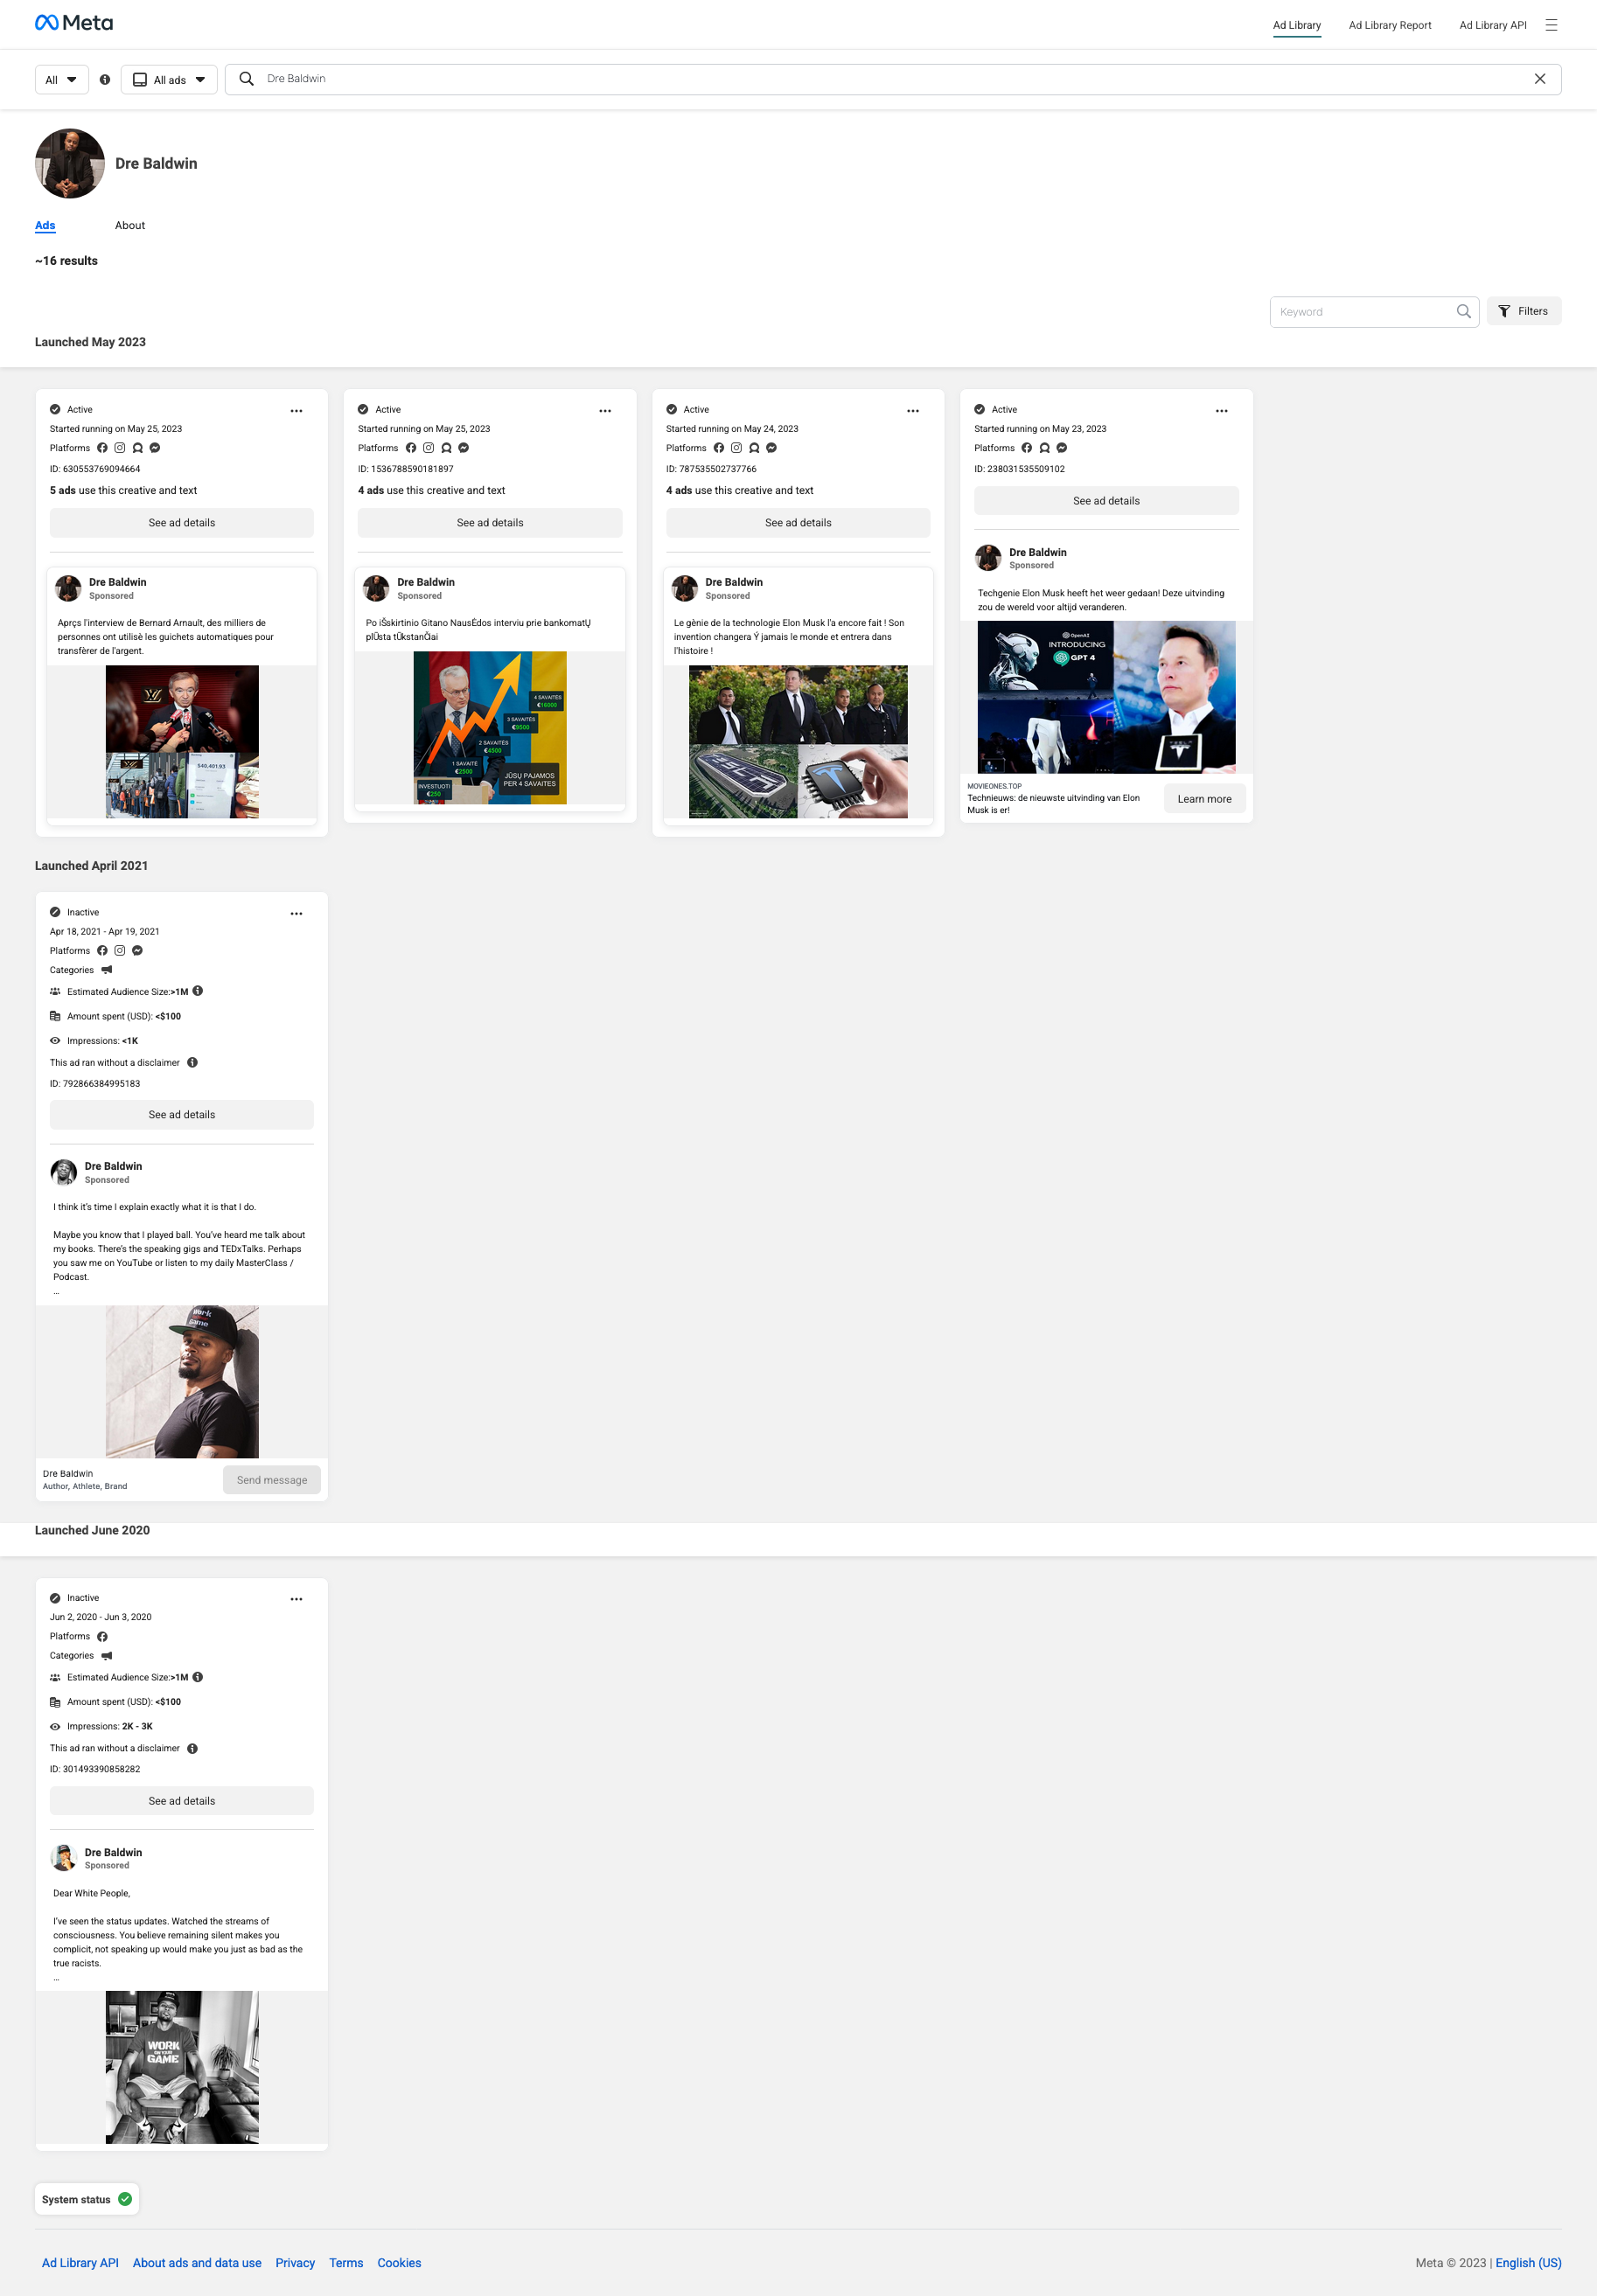 Meta
Ad Library
Ad Library Report
Ad Library API
All
All ads
Dre Baldwin
Dre Baldwin
Ads
About
~16 results
Keyword
Filters
Launched May 2023
Active
Started running on May 25, 2023
Platforms
ID: 630553769094664
5 ads use this creative and text
See ad details
Dre Baldwin
Sponsored
Aprçs l'interview de Bernard Arnault, des milliers de
personnes ont utilisè les guichets automatiques pour
transfèrer de l'argent.
$40,401.93
Active
Started running on May 25, 2023
Platforms
ID: 1536788590181897
4 ads use this creative and text
See ad details
Dre Baldwin
Sponsored
Po iŠskirtinio Gitano NausĖdos interviu prie bankomatŲ
plŪsta tŪkstanČiai
4 SAVAITĖS
€16000
3 SAVAITĖS
€9500
2 SAVAITĖS
€4500
1 SAVAITĖ
€2500
INVESTUOTI
€250
JŪSŲ PAJAMOS
PER 4 SAVAITES
Active
Started running on May 24, 2023
Platforms
ID: 787535502737766
4 ads use this creative and text
See ad details
Dre Baldwin
Sponsored
Le gènie de la technologie Elon Musk l'a encore fait ! Son
invention changera Ý jamais le monde et entrera dans
l'histoire !
TESLA
Active
Started running on May 23, 2023
Platforms
ID: 238031535509102
See ad details
Dre Baldwin
Sponsored
Techgenie Elon Musk heeft het weer gedaan! Deze uitvinding
zou de wereld voor altijd veranderen.
OpenAI
INTRODUCING
GPT 4
TESLA
MOVIEONES.TOP
Technieuws: de nieuwste uitvinding van Elon
Musk is er!
Learn more
Launched April 2021
Inactive
Apr 18, 2021 - Apr 19, 2021
Platforms
Categories
Estimated Audience Size:>1M
Amount spent (USD): <$100
Impressions: <1K
This ad ran without a disclaimer
ID: 792866384995183
See ad details
Dre Baldwin
Sponsored
I think it's time I explain exactly what it is that I do.
Maybe you know that I played ball. You've heard me talk about
my books. There's the speaking gigs and TEDxTalks. Perhaps
you saw me on YouTube or listen to my daily MasterClass /
Podcast.
...
Work
Game
Dre Baldwin
Author, Athlete, Brand
Send message
Launched June 2020
Inactive
Jun 2, 2020 - Jun 3, 2020
Platforms
Categories
Estimated Audience Size:>1M
Amount spent (USD): <$100
Impressions: 2K - 3K
This ad ran without a disclaimer
ID: 301493390858282
See ad details
Dre Baldwin
Sponsored
Dear White People,
I've seen the status updates. Watched the streams of
consciousness. You believe remaining silent makes you
complicit, not speaking up would make you just as bad as the
true racists.
...
WORK
ON YOUR
GAME
System status
Ad Library API
About ads and data use
Privacy
Terms
Cookies
Meta © 2023 | English (US)